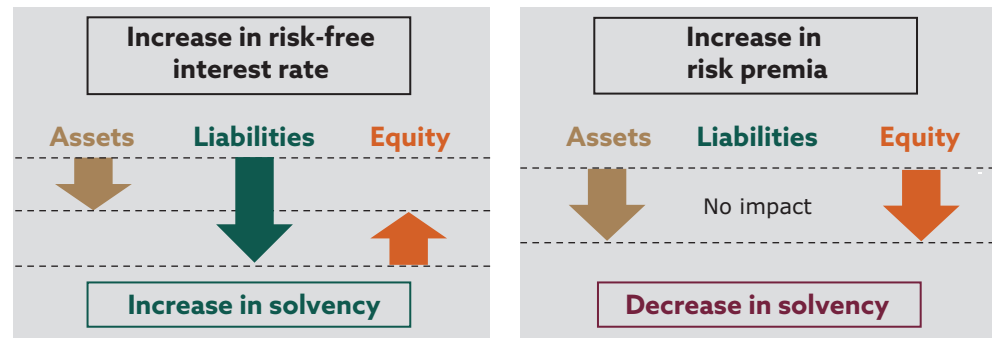 Increase in risk-free
interest rate
Assets Liabilities Equity
Increase in solvency
Increase in
risk premia
Assets Liabilities Equity
No impact
Decrease in solvency